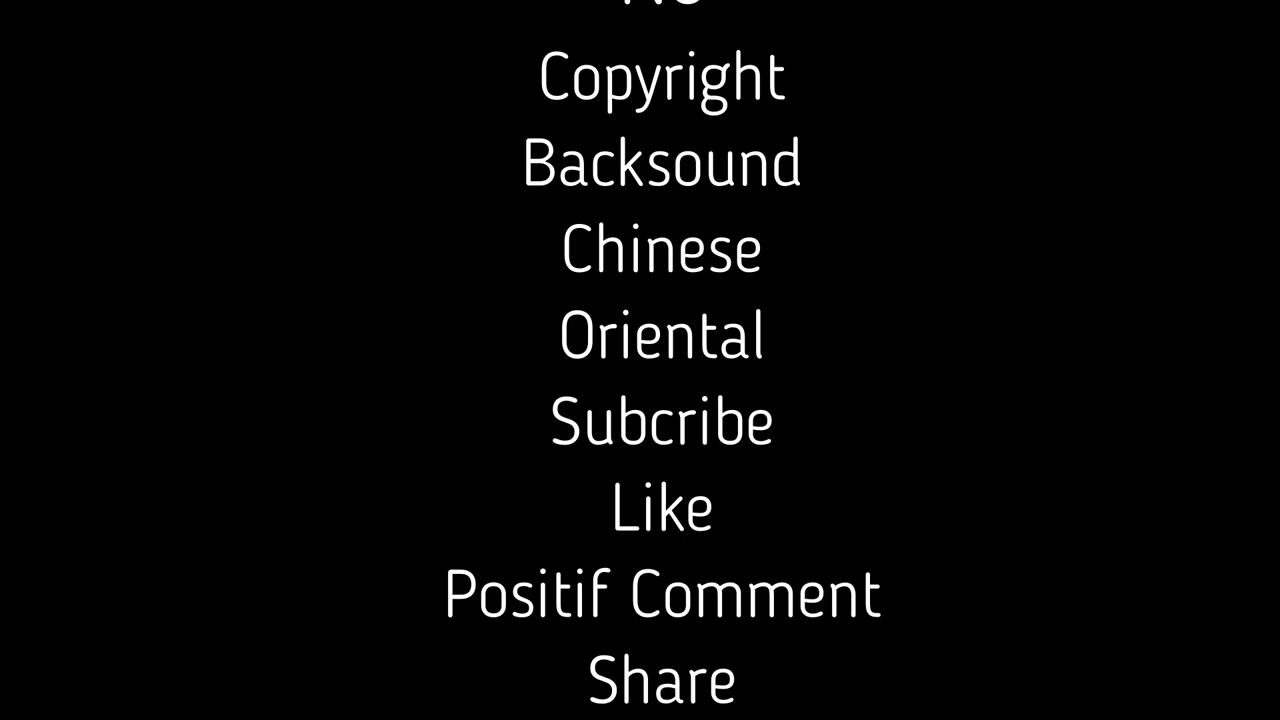 Copyright
Backsound
Chinese
Oriental
Subcribe
Like
Positif Comment
Share